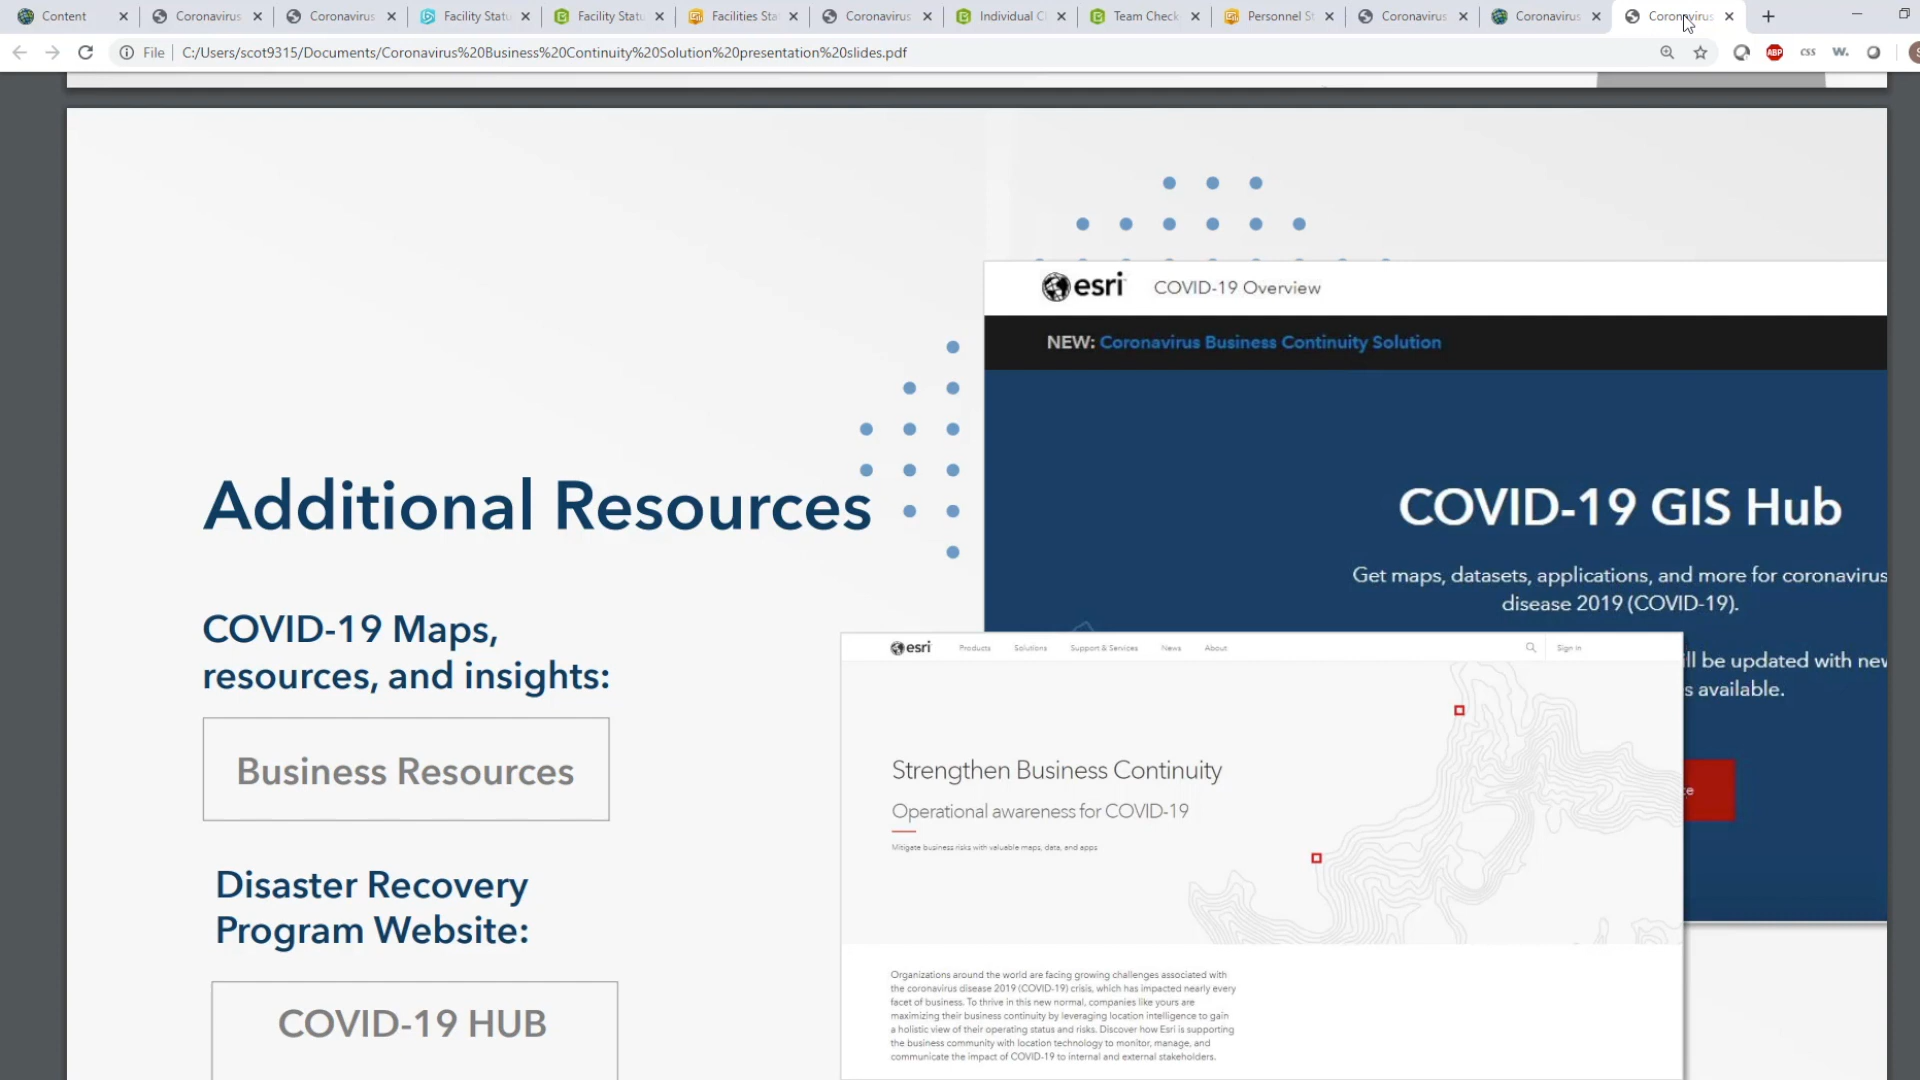 Content
Coronavirus
Coronavirus
Facility Statu
Facility Statu
Facilities Stat
Coronavirus
Individual C
Team Check
Personnel St
Coronavirus
Coronavirus
Coronavirus
File C:/Users/scot9315/Documents/Coronavirus%20Business%20Continuity%20Solution%20presentation%20slides.pdf
ABP
CSS
W.
esri COVID-19 Overview
NEW: Coronavirus Business Continuity Solution
COVID-19 GIS Hub
Get maps, datasets, applications, and more for coronavirus
disease 2019 (COVID-19).
ill be updated with new
s available.
Additional Resources
COVID-19 Maps,
resources, and insights:
Business Resources
Disaster Recovery
Program Website:
COVID-19 HUB
esri Products Solutions Support & Services News About Sign In
Strengthen Business Continuity
Operational awareness for COVID-19
Mitigate business risks with valuable maps, data, and apps
Organizations around the world are facing growing challenges associated with
the coronavirus disease 2019 (COVID-19) crisis, which has impacted nearly every
facet of business. To thrive in this new normal, companies like yours are
maximizing their business continuity by leveraging location intelligence to gain
a holistic view of their operating status and risks. Discover how Esri is supporting
the business community with location technology to monitor, manage, and
communicate the impact of COVID-19 to internal and external stakeholders.